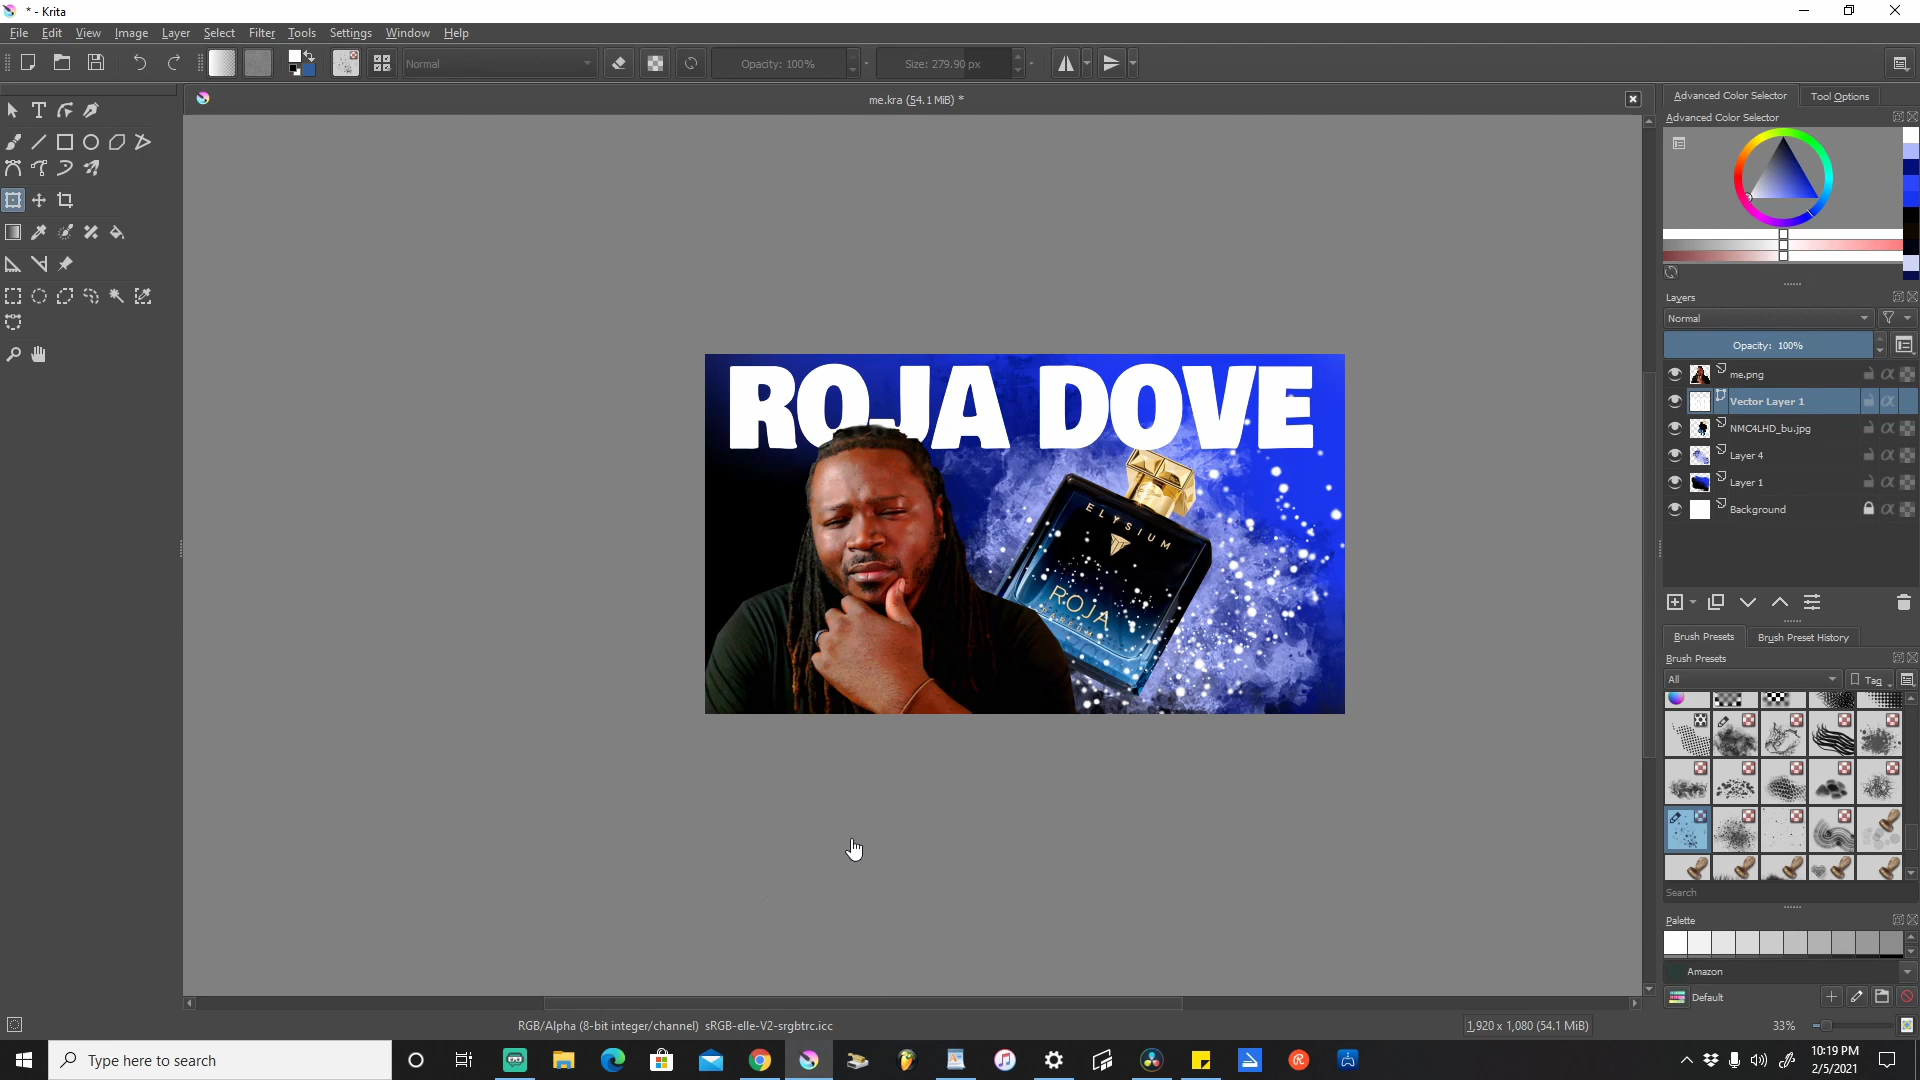 * - Krita
File Edit View Image Layer Select Filter Tools Settings Window Help
Normal
Opacity: 100%
Size: 279.90 px
me.kra (54.1 MiB) *
Advanced Color Selector
Tool Options
Advanced Color Selector
Layers
Normal
Opacity: 100%
me.png
Vector Layer 1
NMC4LHD_bu.jpg
Layer 4
Layer 1
Background
ROJA DOVE
ELYSIUM
ROJA
PARFUMS
Brush Presets
Brush Preset History
Brush Presets
All
Tag
Search
Palette
Amazon
Default
RGB/Alpha (8-bit integer/channel) sRGB-elle-V2-srgbtrc.icc
1,920 x 1,080 (54.1 MiB)
33%
Type here to search
10:19 PM
2/5/2021